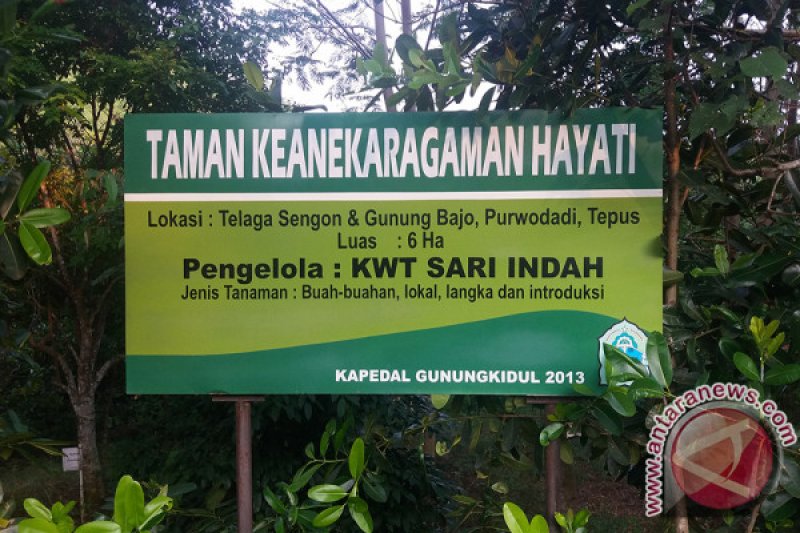 TAMAN KEANEKARAGAMAN HAYATI
Lokasi : Telaga Sengon & Gunung Bajo, Purwodadi, Tepus
Luas : 6 Ha
Pengelola : KWT SARI INDAH
Jenis Tanaman : Buah-buahan, lokal, langka dan introduksi
KAPEDAL GUNUNGKIDUL 2013
www.antaranews.com